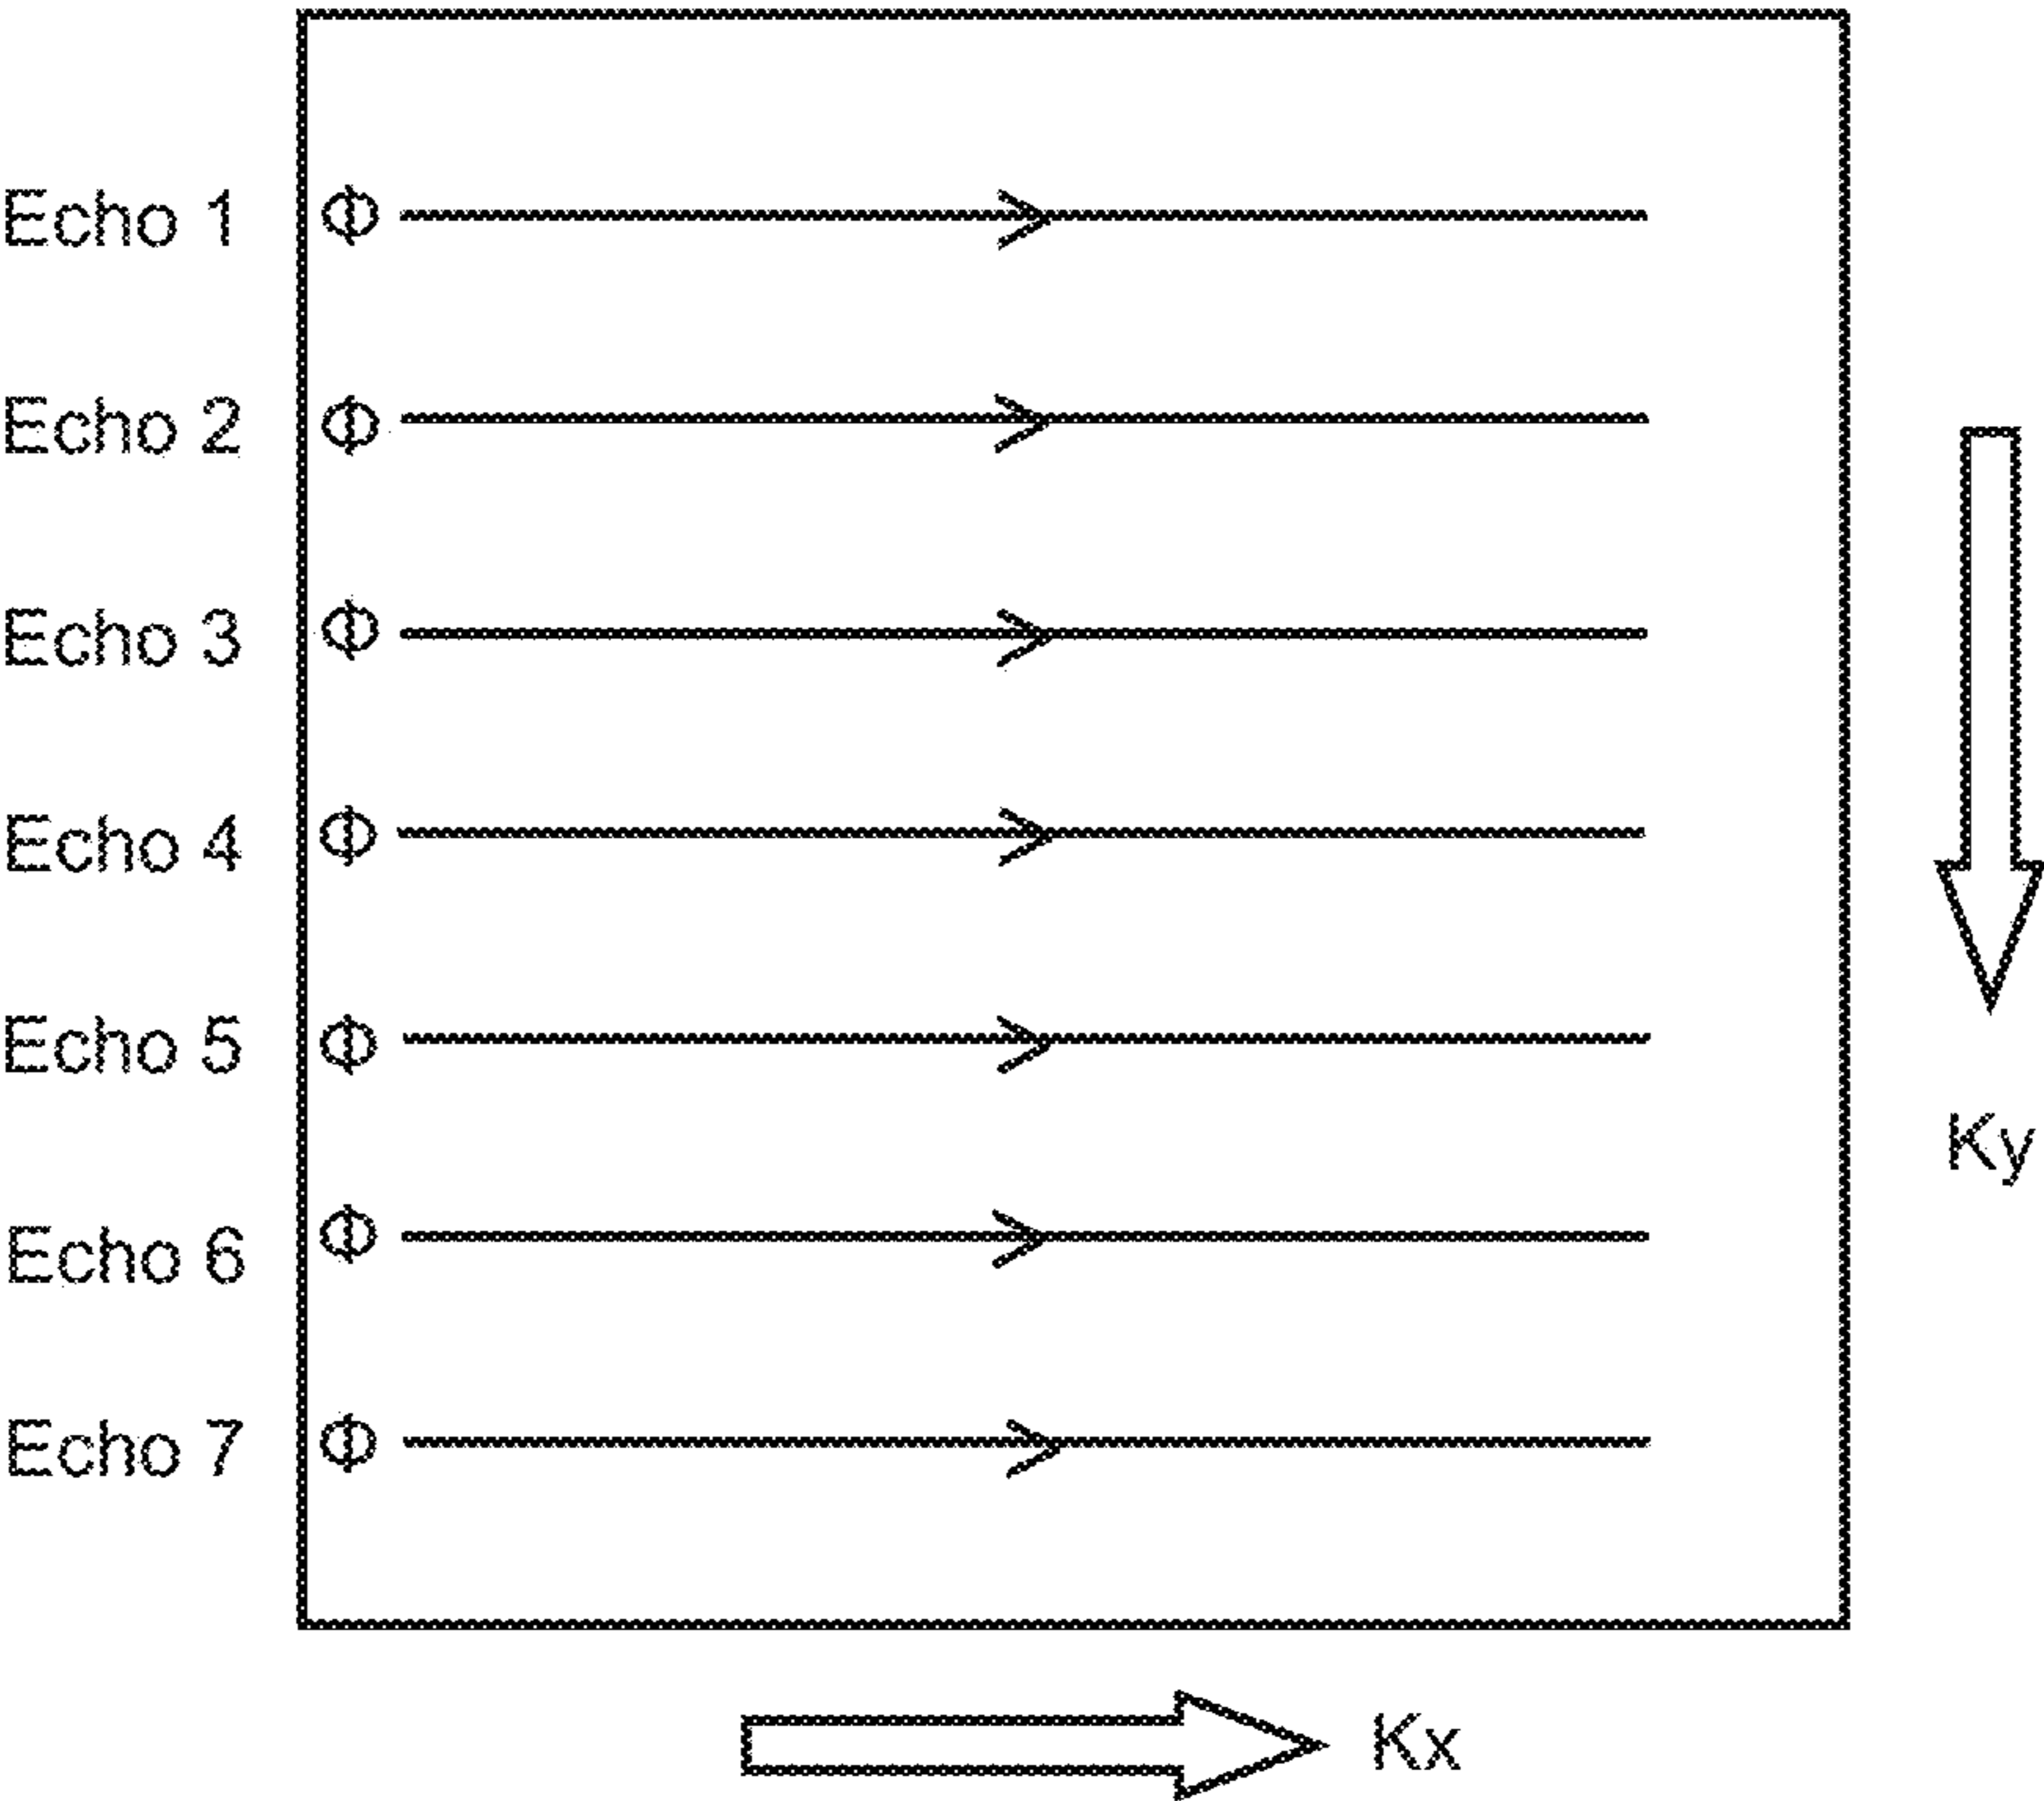 Echo 1 Φ
Echo 2 Φ
Echo 3 Φ
Echo 4 Φ
Echo 5 Φ
Ky
Echo 6 Φ
Echo 7 Φ
Kx